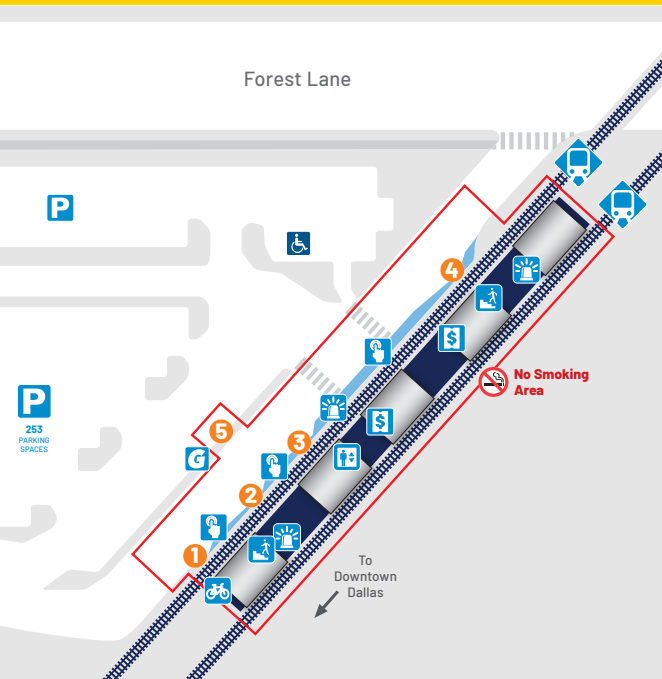 Forest Lane
P
4
$
No Smoking
Area
P
253
PARKING
SPACES
5
$
3
G
2
1
To
Downtown
Dallas